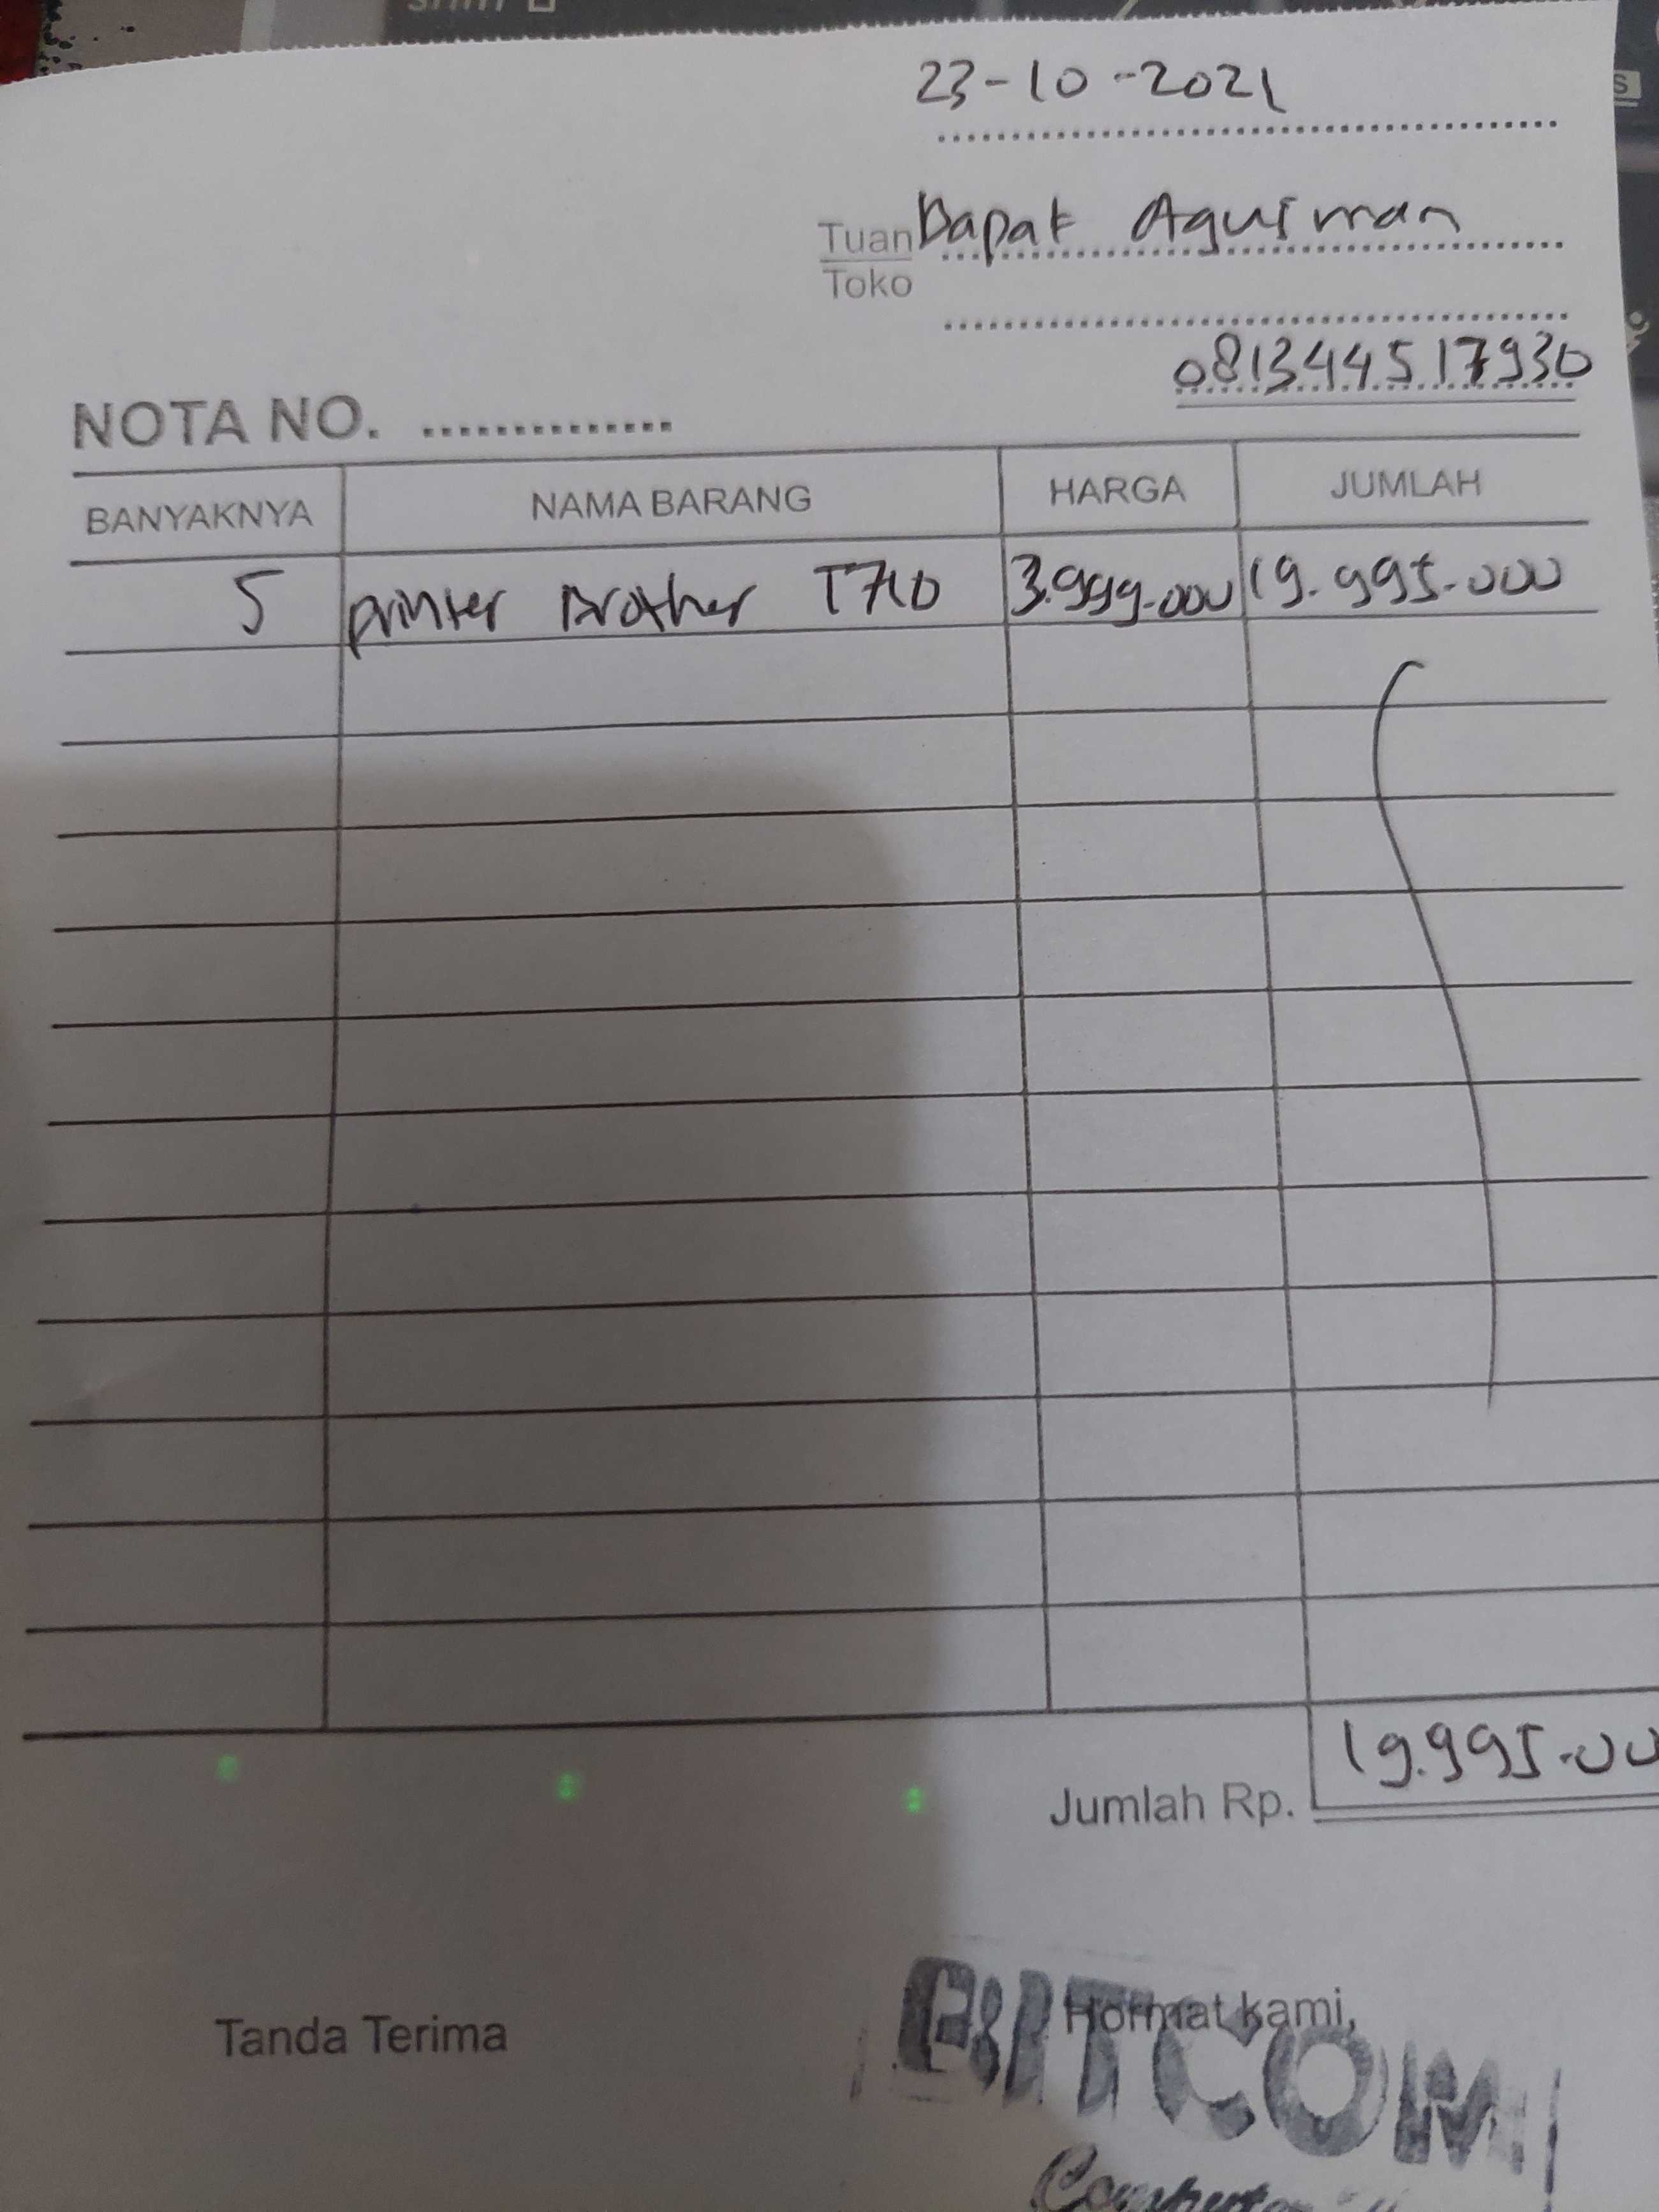 23-10-2021
Tuan Bapak Agusman
Toko
081344517930
NOTA NO. ..............
BANYAKNYA NAMA BARANG HARGA JUMLAH
5 printer Brother T710 3.999.000 19.995.000
Jumlah Rp. 19.995.00
Tanda Terima Hormat kami,
BITCOM
Computer